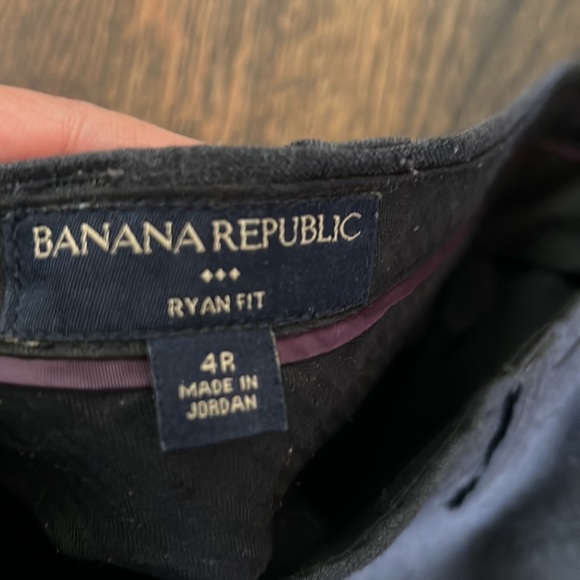 BANANA REPUBLIC
RYAN FIT
4R
MADE IN
JORDAN